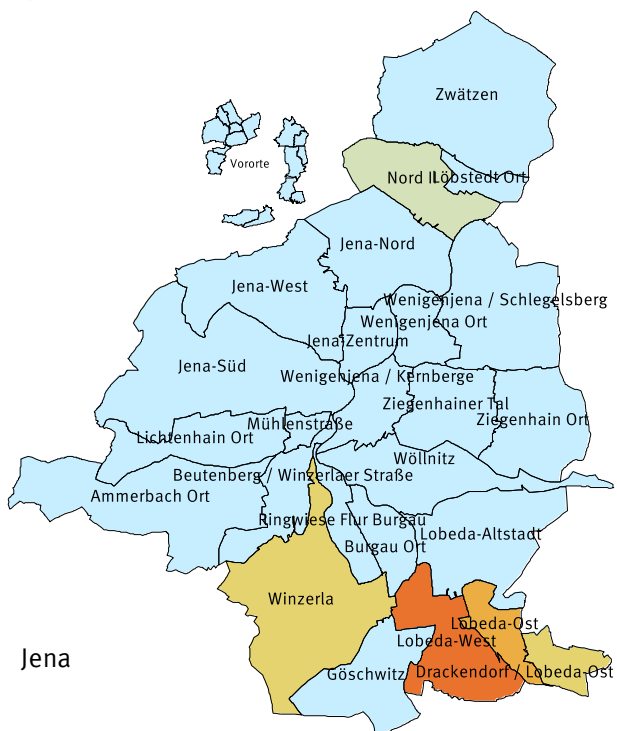 Zwätzen
Vororte
Nord II
Löbstedt Ort
Jena-Nord
Jena-West
Wenigenjena / Schlegelsberg
Wenigenjena Ort
Jena-Zentrum
Jena-Süd
Wenigenjena / Kernberge
Ziegenhainer Tal
Ziegenhain Ort
Mühlenstraße
Lichtenhain Ort
Wöllnitz
Beutenberg / Winzerlaer Straße
Ammerbach Ort
Ringwiese Flur Burgau
Lobeda-Altstadt
Burgau Ort
Winzerla
Lobeda-Ost
Lobeda-West
Jena
Göschwitz
Drackendorf / Lobeda-Ost